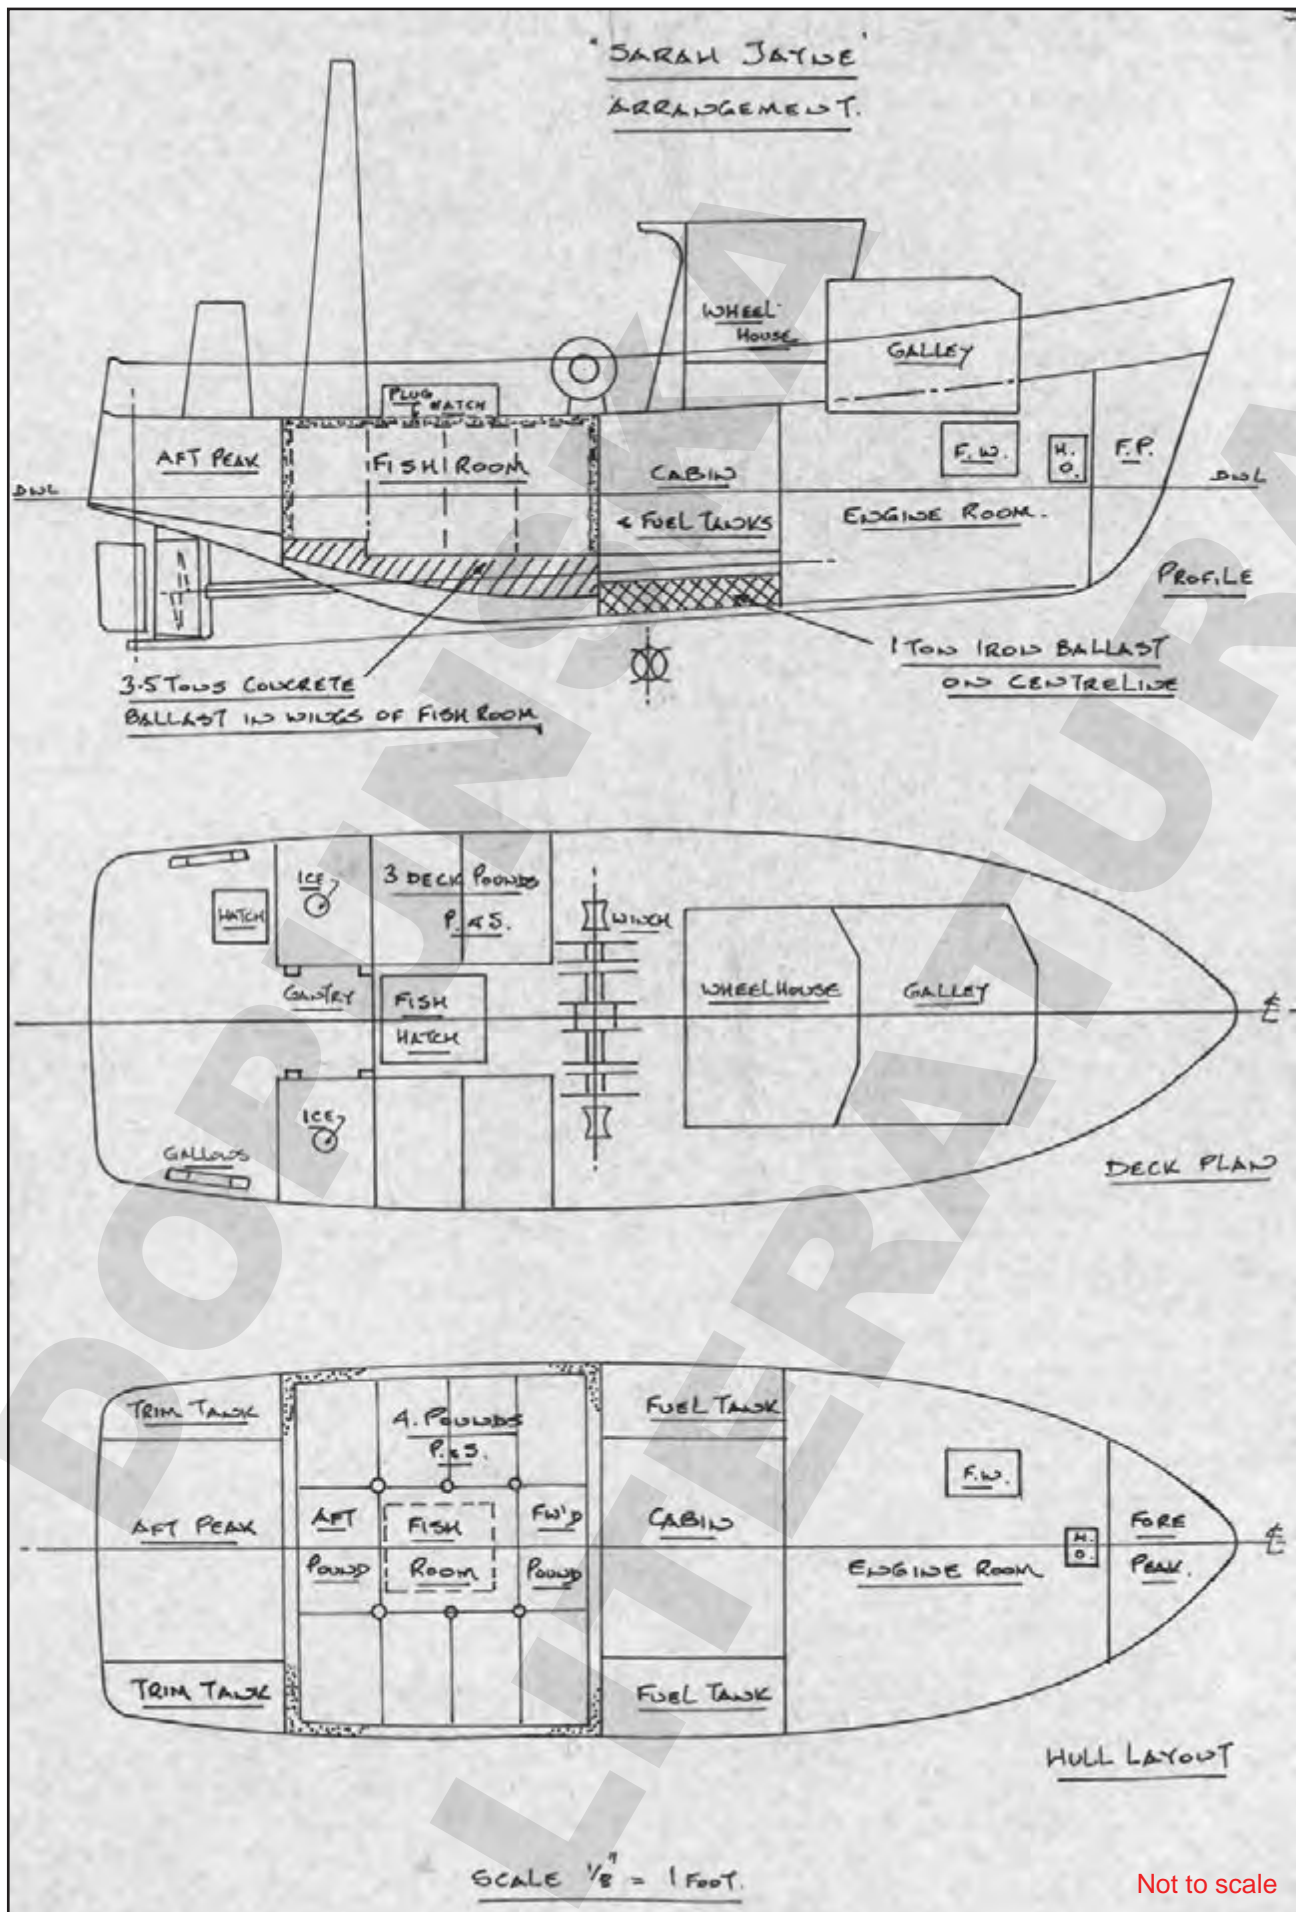 "SARAH JAYNE"
ARRANGEMENT.
WHEEL
HOUSE
GALLEY
PLUG
& HATCH
AFT PEAK
FISH ROOM
CABIN
& FUEL TANKS
F.W.
H.
O.
F.P.
DWL
DWL
ENGINE ROOM.
PROFILE
3.5 TONS CONCRETE
BALLAST IN WINGS OF FISH ROOM
1 TON IRON BALLAST
ON CENTRELINE
ICE
3 DECK POUNDS
P. & S.
HATCH
WINCH
GANTRY
FISH
HATCH
WHEELHOUSE
GALLEY
℄
ICE
GALLOWS
DECK PLAN
TRIM TANK
4. POUNDS
P. & S.
FUEL TANK
F.W.
AFT PEAK
AFT
POUND
FISH
ROOM
FW'D
POUND
CABIN
ENGINE ROOM
H.
O.
FORE
PEAK.
℄
TRIM TANK
FUEL TANK
HULL LAYOUT
SCALE 1/8" = 1 FOOT.
Not to scale
DORUNSKA
LITERATURA